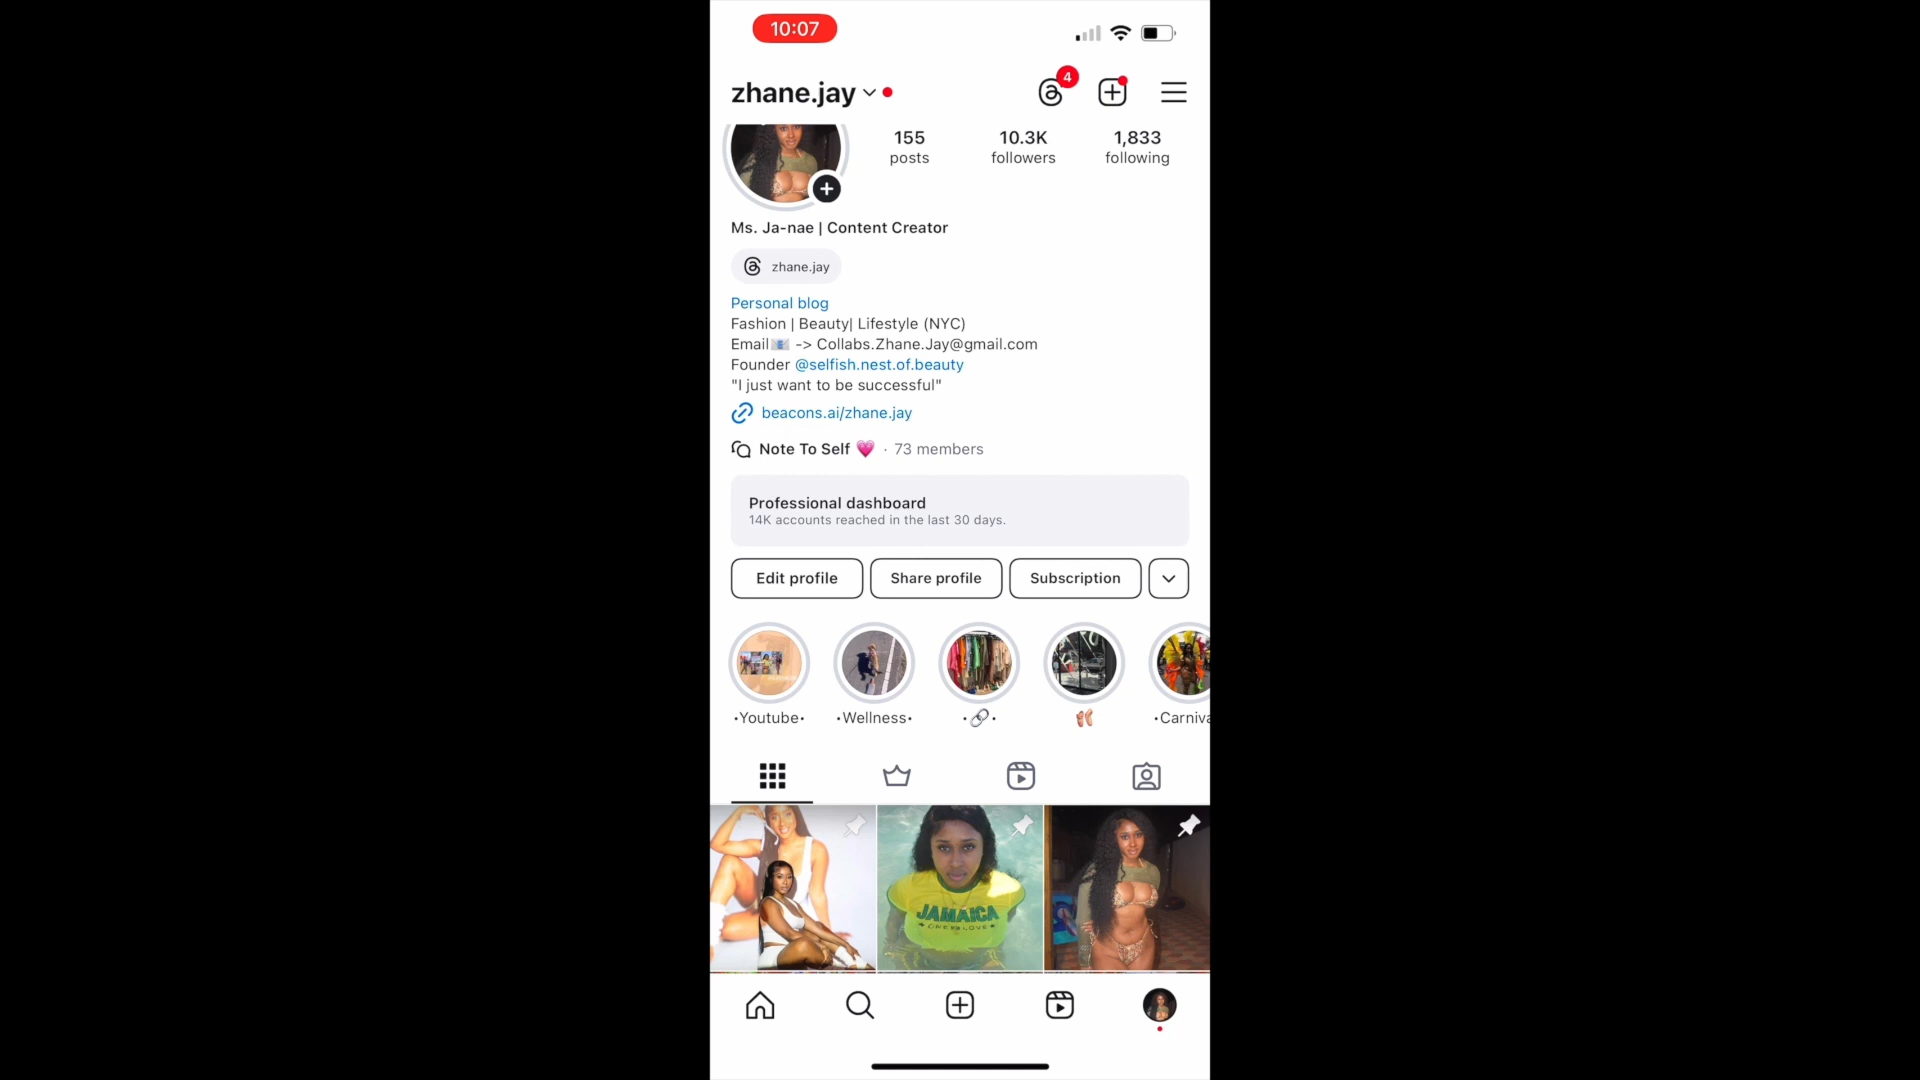 10:07
zhane.jay
4
155
posts
10.3K
followers
1,833
following
Ms. Ja-nae | Content Creator
zhane.jay
Personal blog
Fashion | Beauty| Lifestyle (NYC)
Email📧 -> Collabs.Zhane.Jay@gmail.com
Founder @selfish.nest.of.beauty
"I just want to be successful"
beacons.ai/zhane.jay
Note To Self 💗 · 73 members
Professional dashboard
14K accounts reached in the last 30 days.
Edit profile
Share profile
Subscription
•Youtube•
•Wellness•
•🔗•
👣
•Carniva
JAMAICA
ONE LOVE